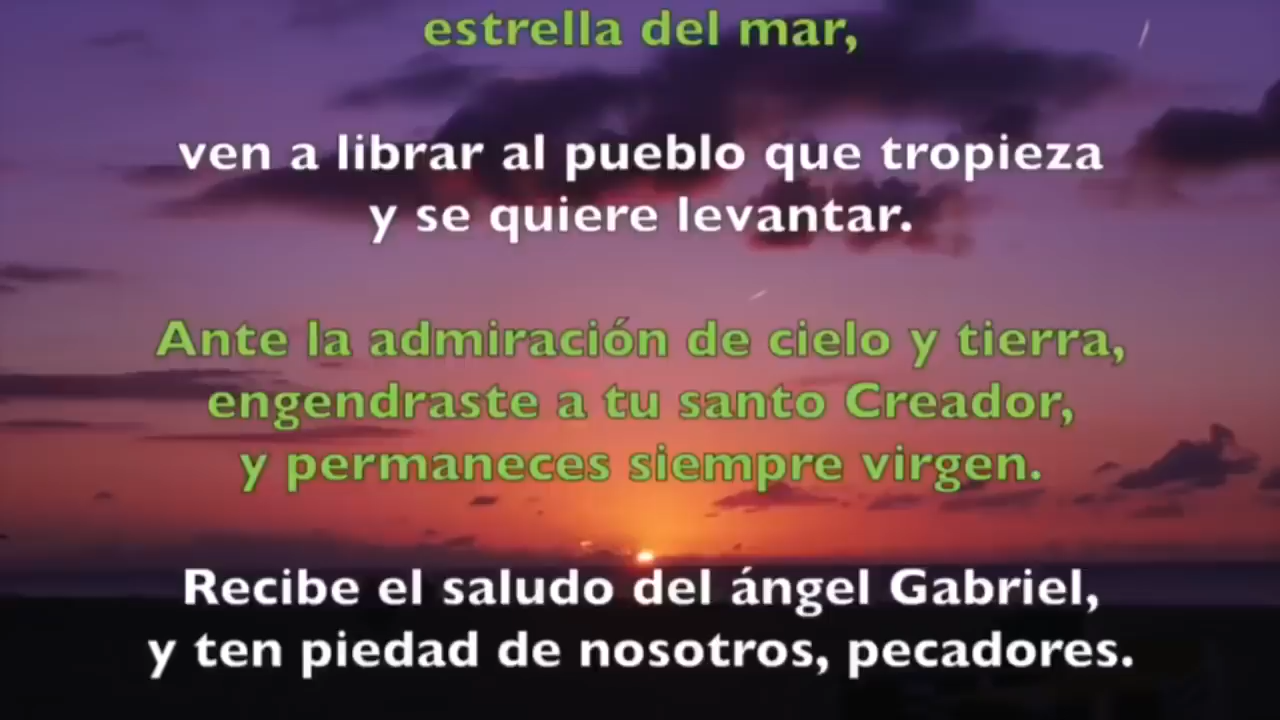 estrella del mar,
ven a librar al pueblo que tropieza
y se quiere levantar.
Ante la admiración de cielo y tierra,
engendraste a tu santo Creador,
y permaneces siempre virgen.
Recibe el saludo del ángel Gabriel,
y ten piedad de nosotros, pecadores.